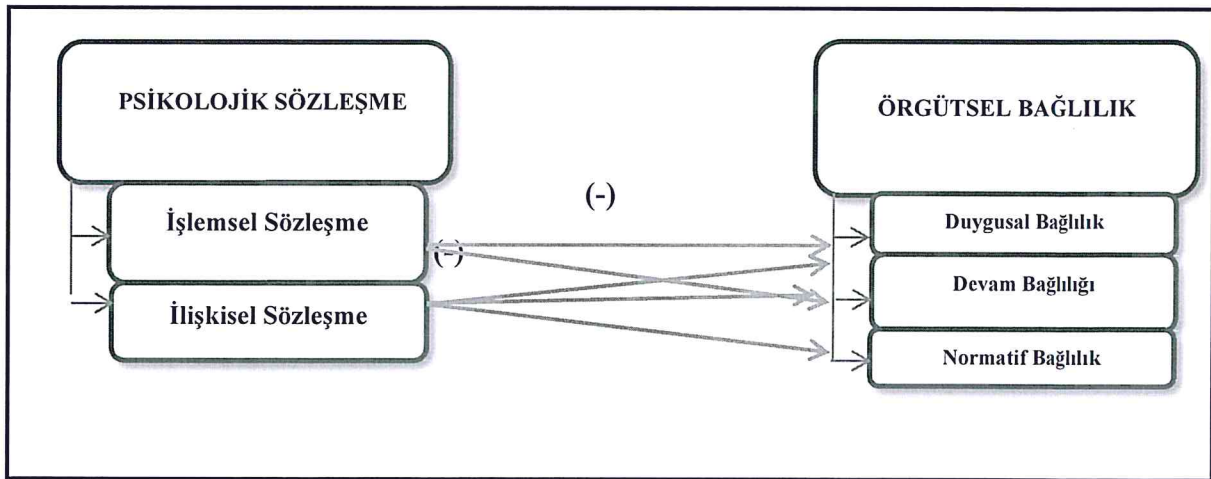 PSİKOLOJİK SÖZLEŞME
İşlemsel Sözleşme
İlişkisel Sözleşme
(-)
(-)
ÖRGÜTSEL BAĞLILIK
Duygusal Bağlılık
Devam Bağlılığı
Normatif Bağlılık